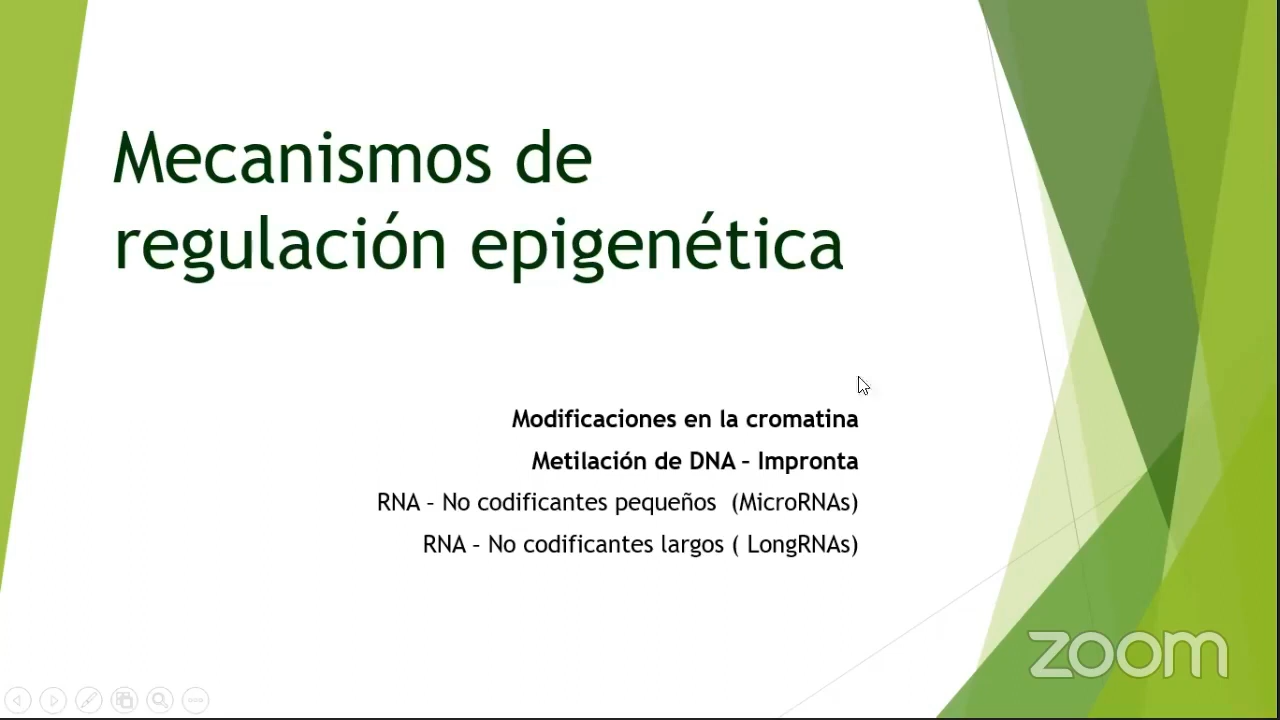 Mecanismos de
regulación epigenética
Modificaciones en la cromatina
Metilación de DNA – Impronta
RNA – No codificantes pequeños (MicroRNAs)
RNA – No codificantes largos ( LongRNAs)
zoom